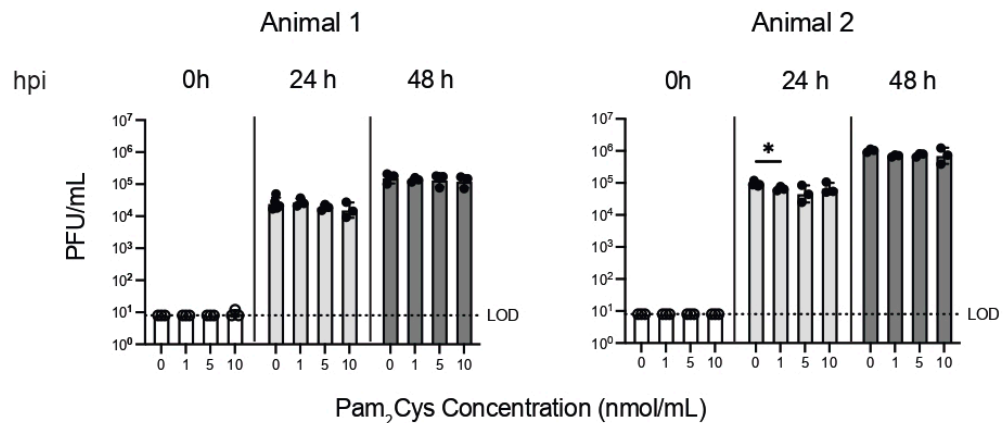 Animal 1 Animal 2
hpi 0h 24 h 48 h 0h 24 h 48 h
PFU/mL
10⁷
10⁶
10⁵
10⁴
10³
10²
10¹
10⁰
LOD
0 1 5 10 0 1 5 10 0 1 5 10
10⁷
10⁶
10⁵
10⁴
10³
10²
10¹
10⁰
*
LOD
0 1 5 10 0 1 5 10 0 1 5 10
Pam₂Cys Concentration (nmol/mL)